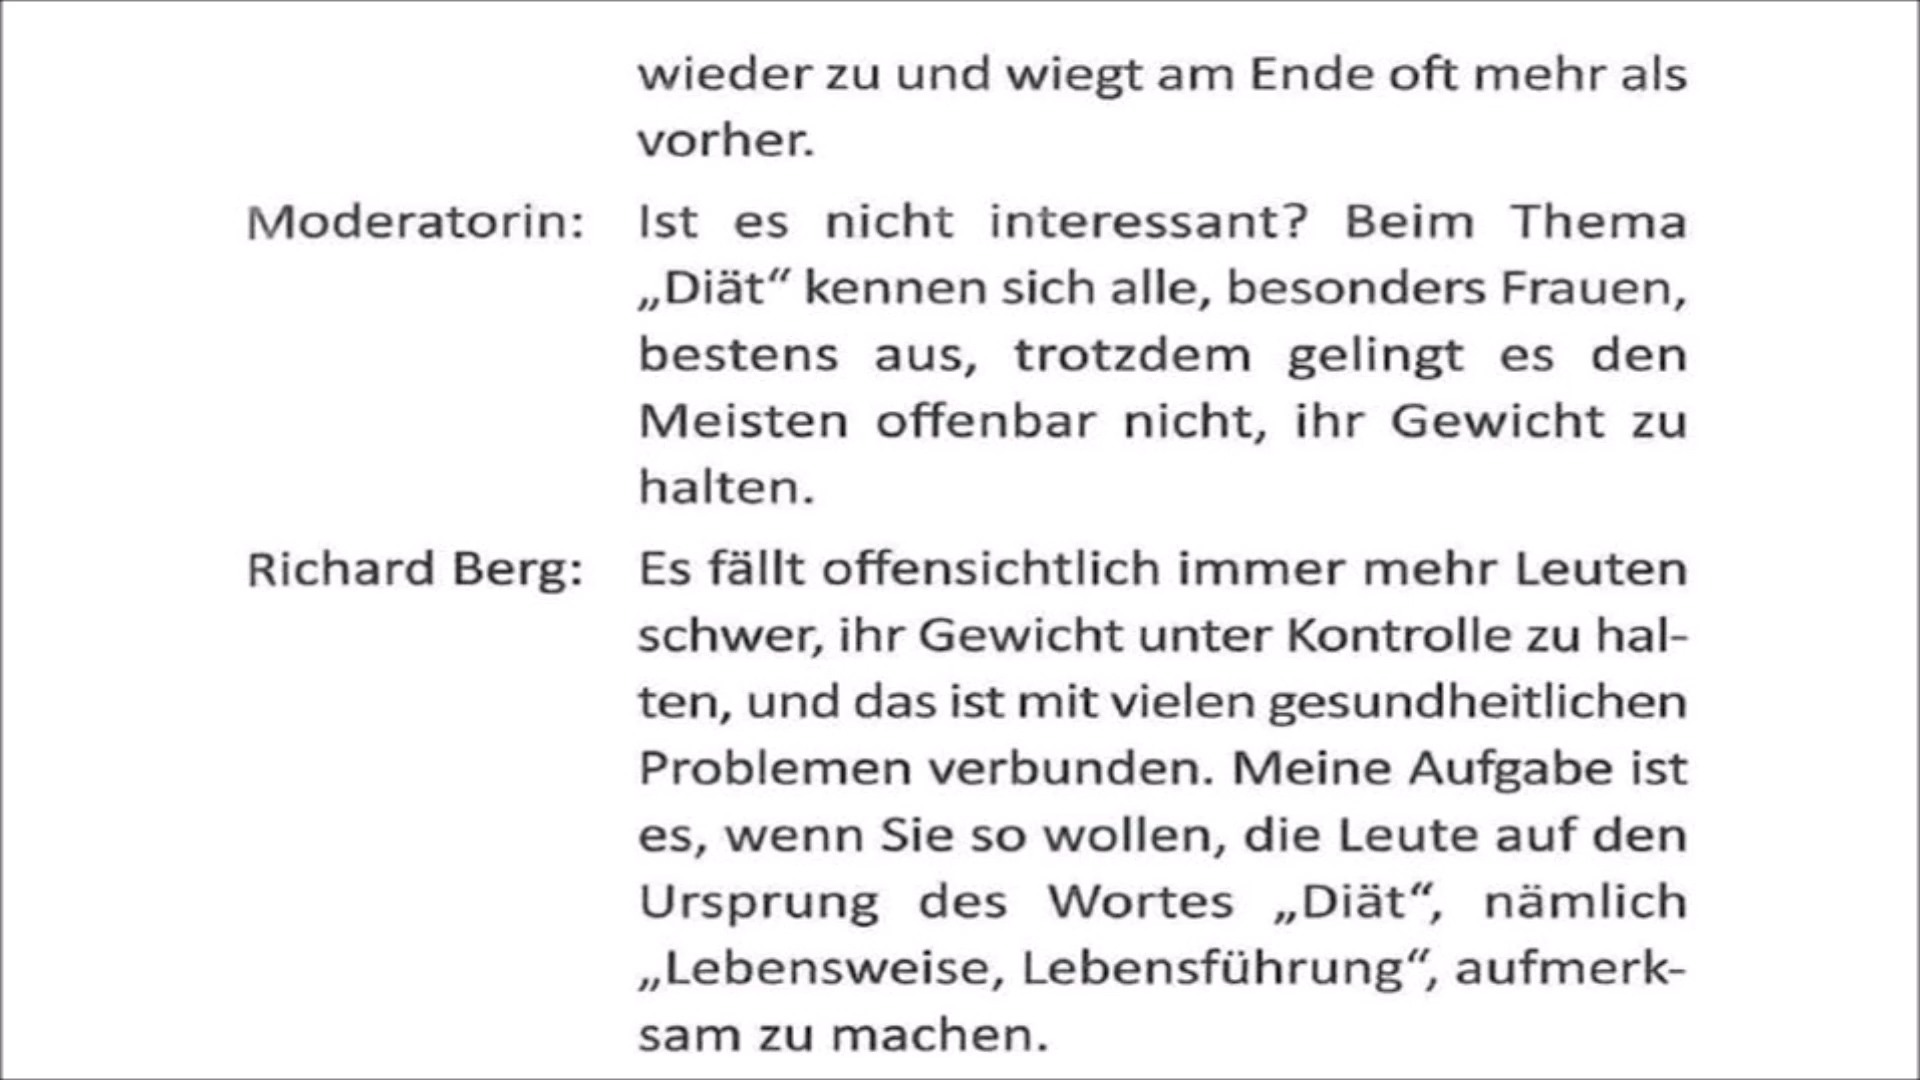 wieder zu und wiegt am Ende oft mehr als
vorher.
Moderatorin: Ist es nicht interessant? Beim Thema
„Diät“ kennen sich alle, besonders Frauen,
bestens aus, trotzdem gelingt es den
Meisten offenbar nicht, ihr Gewicht zu
halten.
Richard Berg: Es fällt offensichtlich immer mehr Leuten
schwer, ihr Gewicht unter Kontrolle zu hal-
ten, und das ist mit vielen gesundheitlichen
Problemen verbunden. Meine Aufgabe ist
es, wenn Sie so wollen, die Leute auf den
Ursprung des Wortes „Diät“, nämlich
„Lebensweise, Lebensführung“, aufmerk-
sam zu machen.